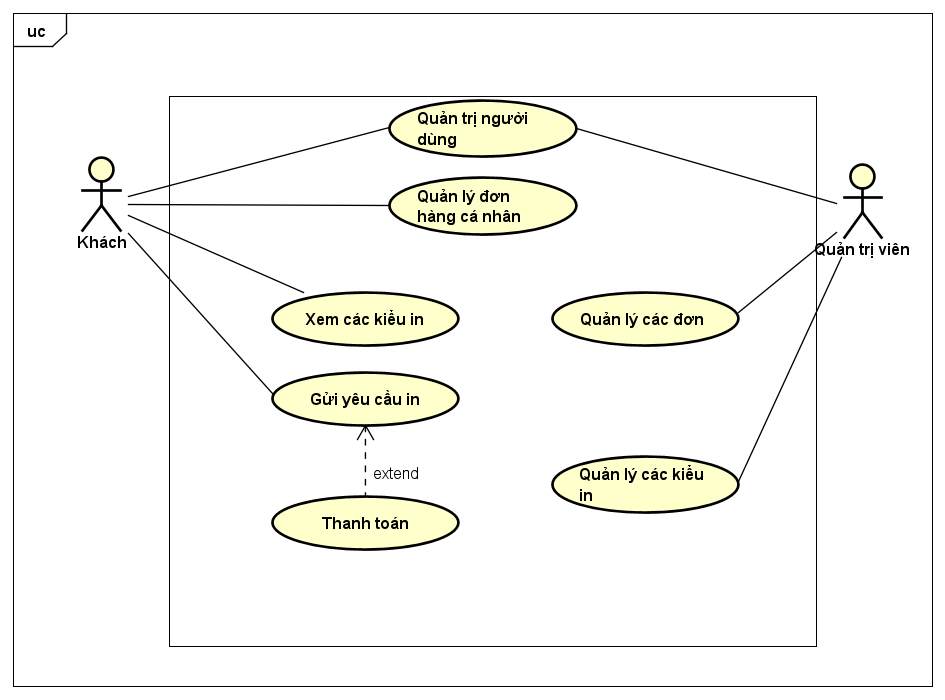 uc
Quản trị người
dùng
Quản lý đơn
hàng cá nhân
Khách
Quản trị viên
Xem các kiểu in
Quản lý các đơn
Gửi yêu cầu in
extend
Quản lý các kiểu
in
Thanh toán